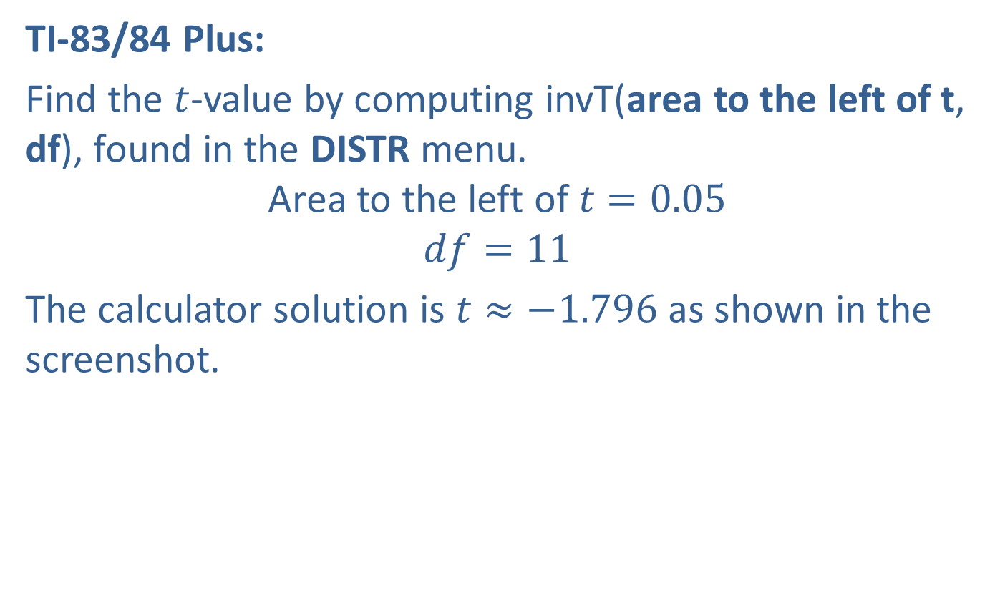 TI-83/84 Plus:
Find the t-value by computing invT(area to the left of t,
df), found in the DISTR menu.
Area to the left of t = 0.05
df = 11
The calculator solution is t ≈ −1.796 as shown in the
screenshot.